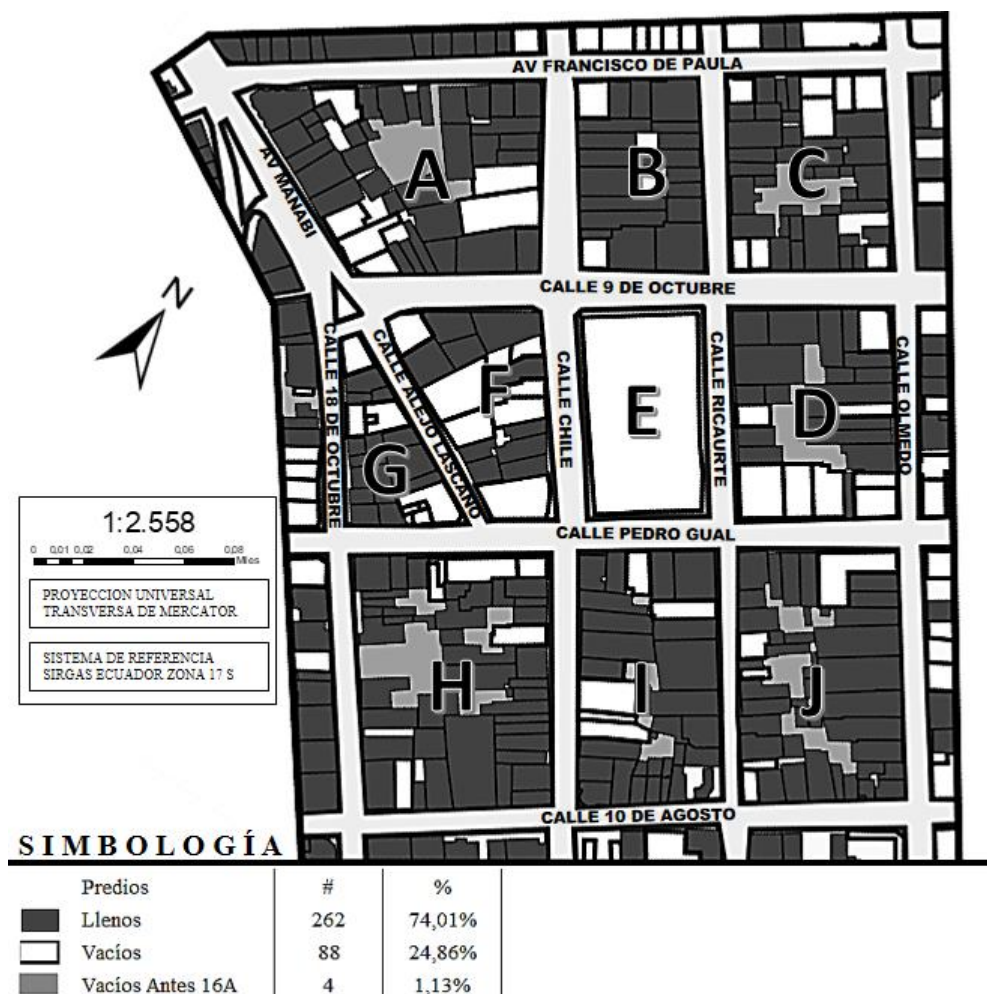 AV FRANCISCO DE PAULA
AV MANABI
A
B
C
N
CALLE 9 DE OCTUBRE
CALLE 18 DE OCTUBRE
CALLE ALEJO LASCANO
CALLE CHILE
CALLE RICAURTE
CALLE OLMEDO
F
E
D
G
CALLE PEDRO GUAL
1:2.558
0 0,01 0,02 0,04 0,06 0,08
Miles
PROYECCION UNIVERSAL
TRANSVERSA DE MERCATOR
SISTEMA DE REFERENCIA
SIRGAS ECUADOR ZONA 17 S
H
I
J
CALLE 10 DE AGOSTO
SIMBOLOGÍA
Predios # %
Llenos 262 74,01%
Vacíos 88 24,86%
Vacíos Antes 16A 4 1,13%